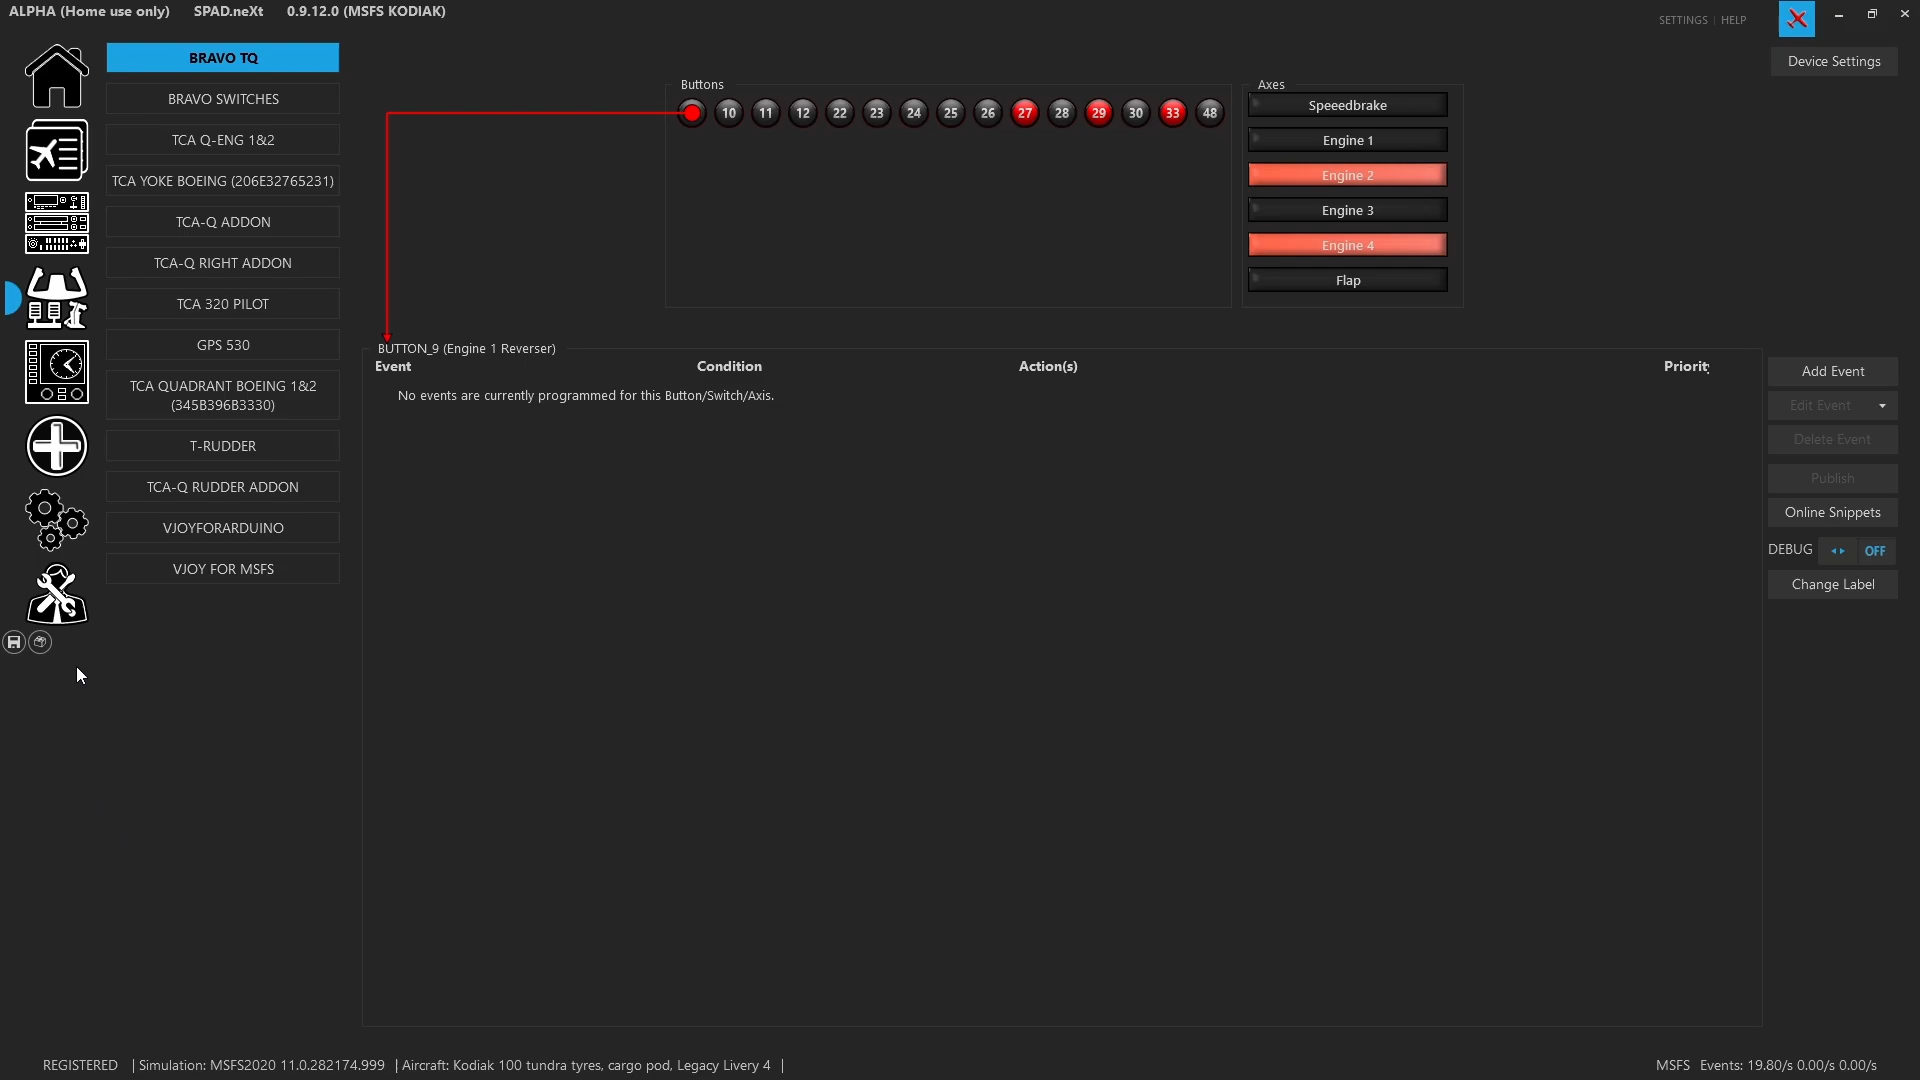 ALPHA (Home use only) SPAD.neXt 0.9.12.0 (MSFS KODIAK)
SETTINGS | HELP
Device Settings
BRAVO TQ
BRAVO SWITCHES
TCA Q-ENG 1&2
TCA YOKE BOEING (206E32765231)
TCA-Q ADDON
TCA-Q RIGHT ADDON
TCA 320 PILOT
GPS 530
TCA QUADRANT BOEING 1&2
(345B396B3330)
T-RUDDER
TCA-Q RUDDER ADDON
VJOYFORARDUINO
VJOY FOR MSFS
Buttons
10 11 12 22 23 24 25 26 27 28 29 30 33 48
Axes
Speeedbrake
Engine 1
Engine 2
Engine 3
Engine 4
Flap
BUTTON_9 (Engine 1 Reverser)
Event Condition Action(s) Priority
No events are currently programmed for this Button/Switch/Axis.
Add Event
Edit Event
Delete Event
Publish
Online Snippets
DEBUG OFF
Change Label
REGISTERED | Simulation: MSFS2020 11.0.282174.999 | Aircraft: Kodiak 100 tundra tyres, cargo pod, Legacy Livery 4 |
MSFS Events: 19.80/s 0.00/s 0.00/s